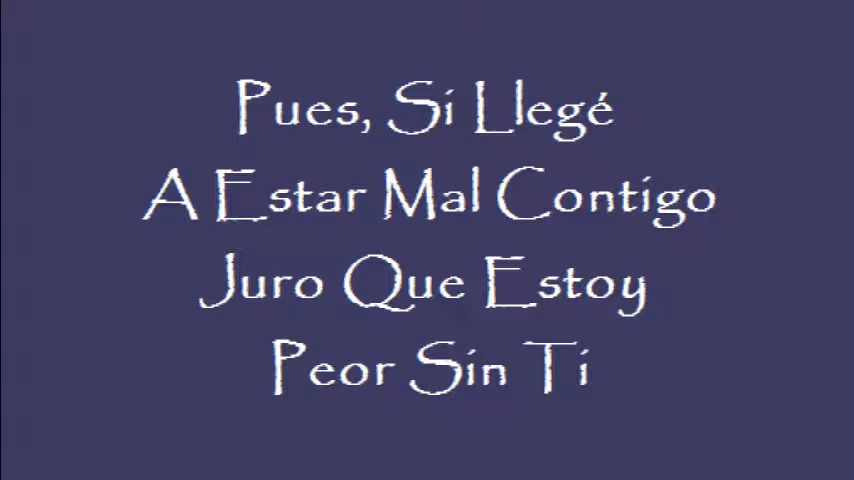 Pues, Si Llegé
A Estar Mal Contigo
Juro Que Estoy
Peor Sin Ti